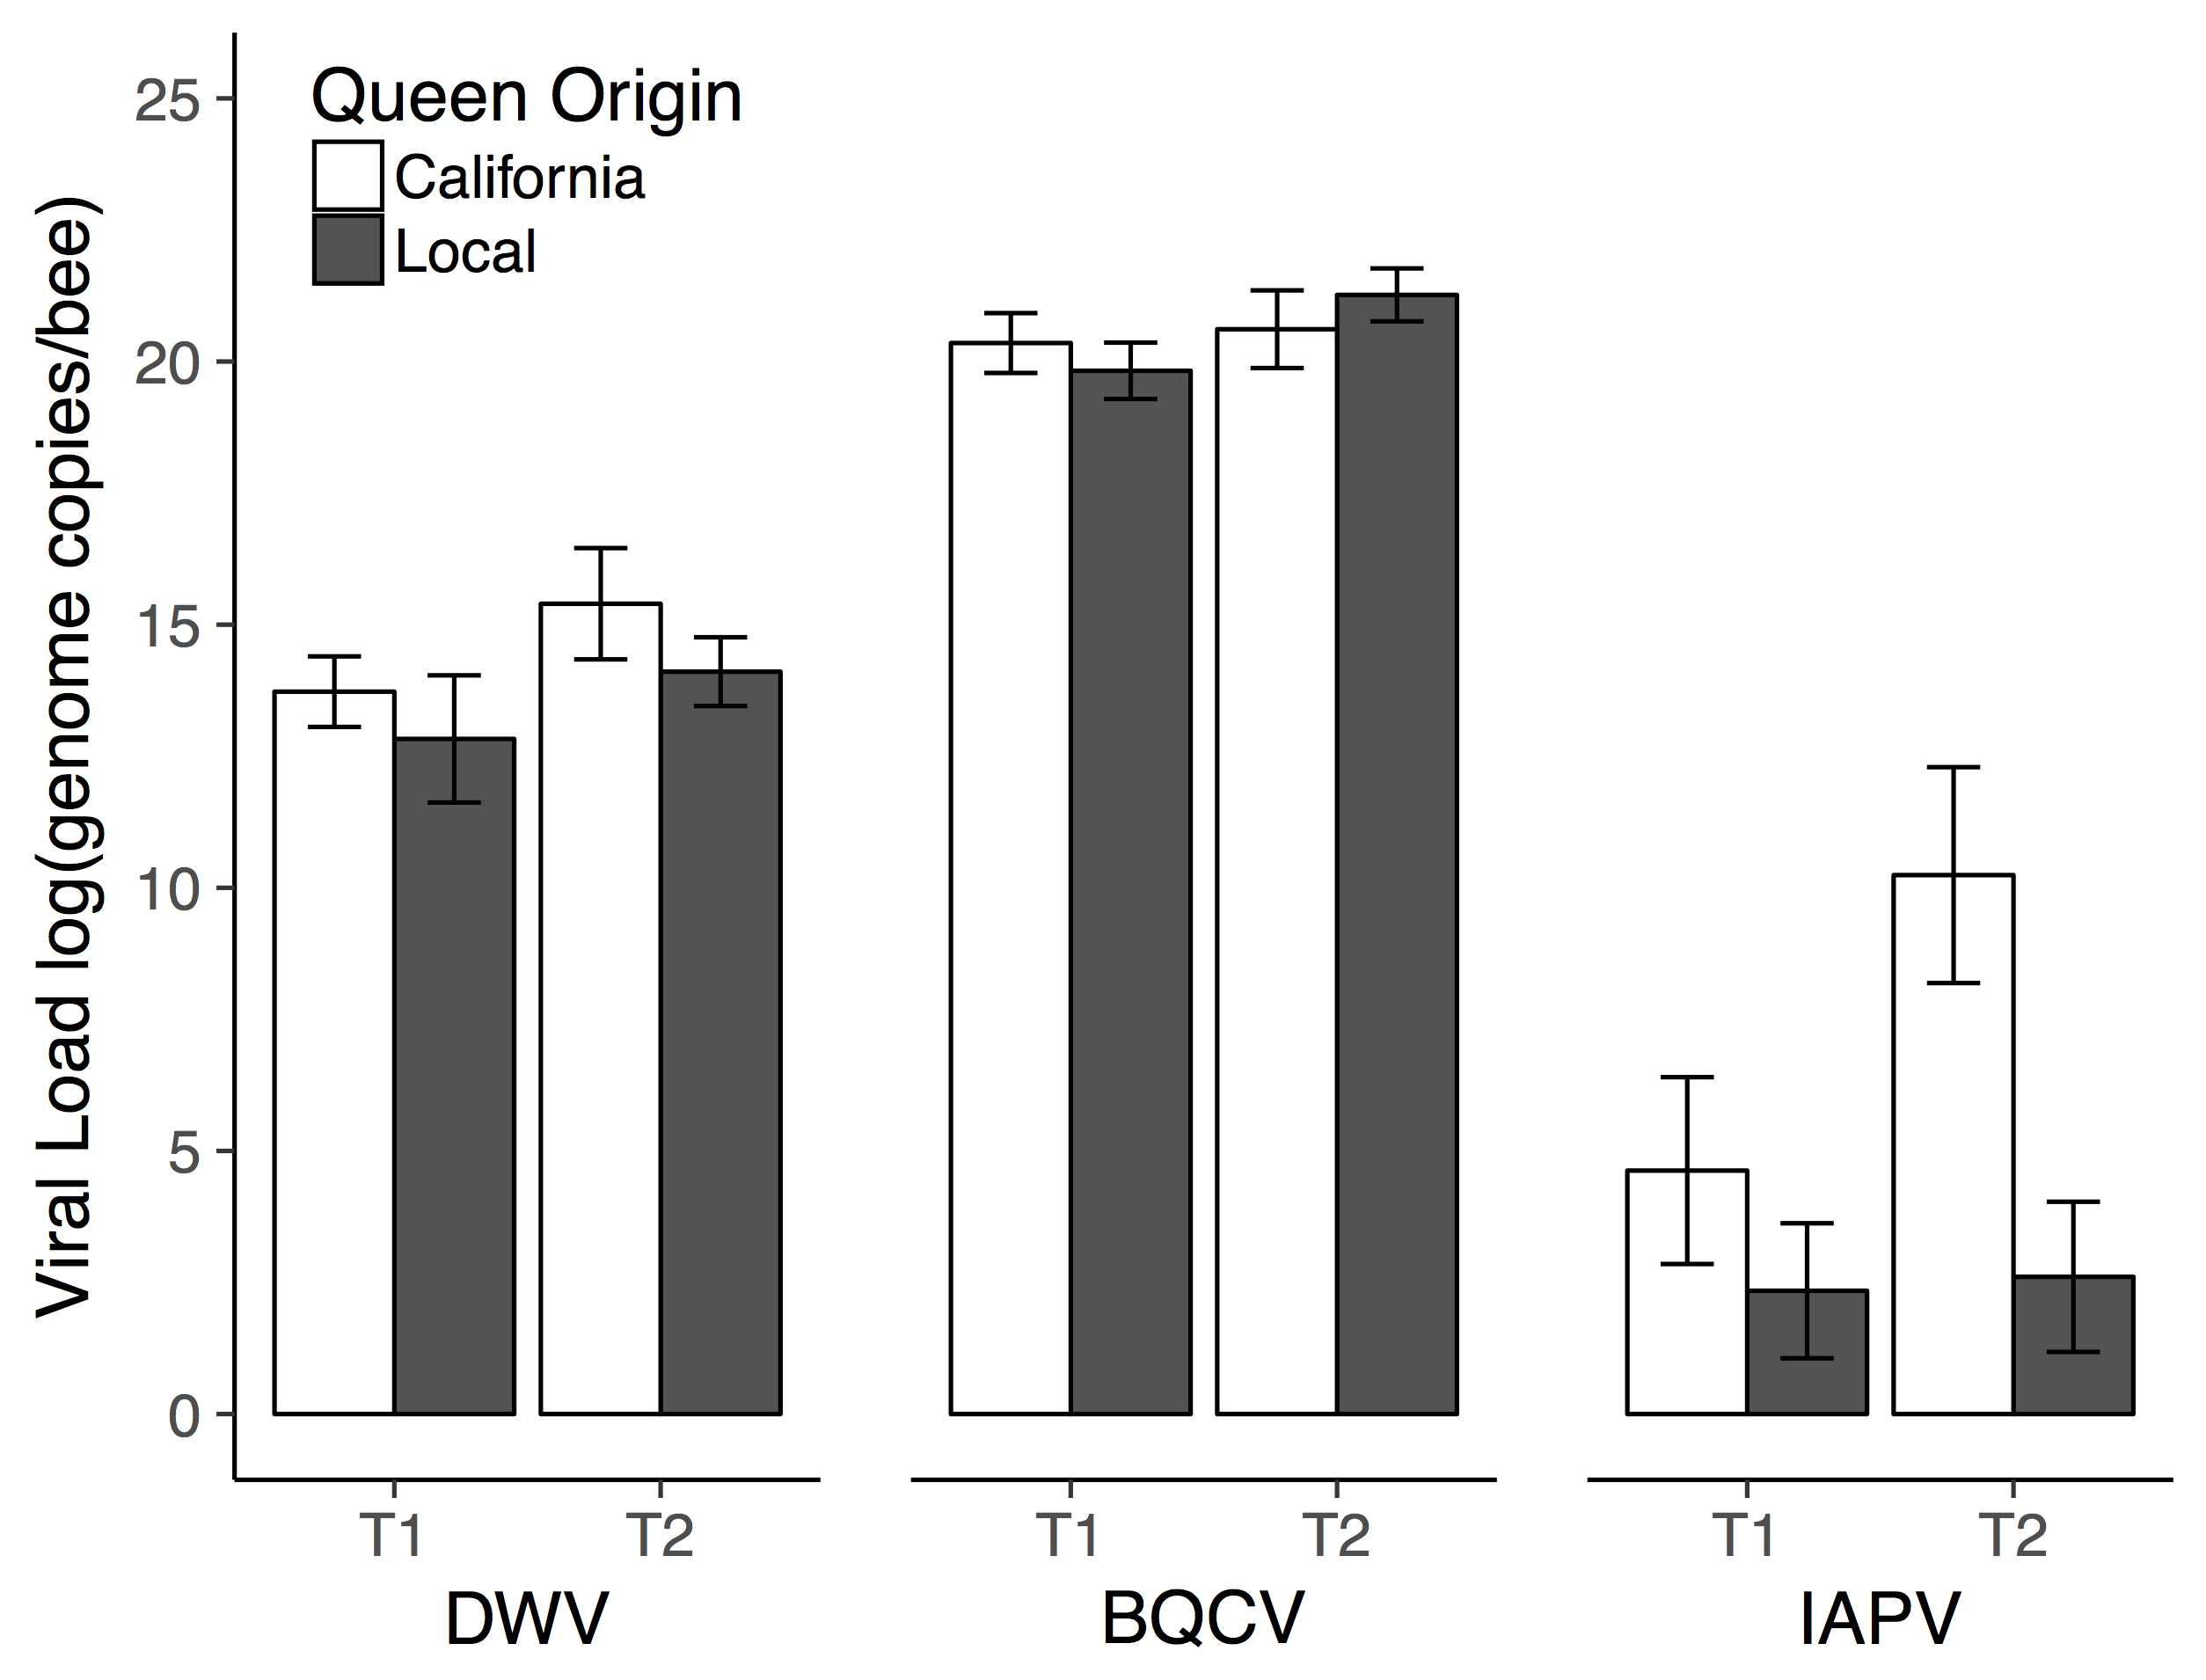 Viral Load log(genome copies/bee)
25
20
15
10
5
0
Queen Origin
California
Local
T1 T2 T1 T2 T1 T2
DWV BQCV IAPV